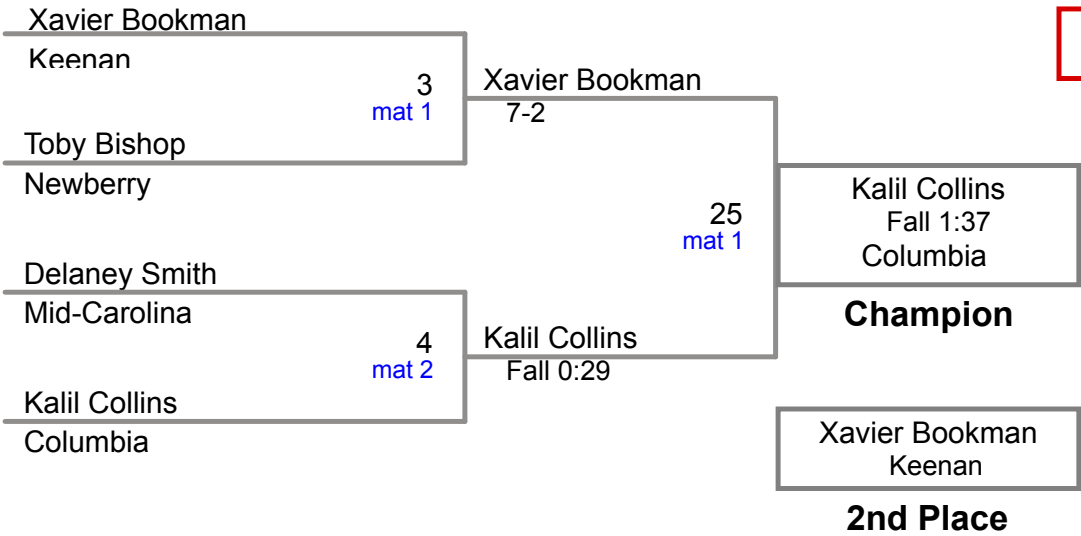 Xavier Bookman
Keenan
3
mat 1
Toby Bishop
Newberry
Xavier Bookman
7-2
Delaney Smith
Mid-Carolina
4
mat 2
Kalil Collins
Columbia
Kalil Collins
Fall 0:29
25
mat 1
Kalil Collins
Fall 1:37
Columbia
Champion
Xavier Bookman
Keenan
2nd Place